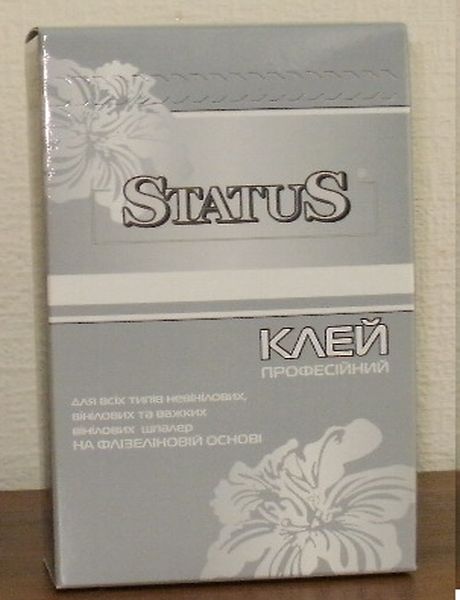 STATUS
КЛЕЙ
ПРОФЕСІЙНИЙ
ДЛЯ ВСІХ ТИПІВ НЕВІНІЛОВИХ,
ВІНІЛОВИХ ТА ВАЖКИХ
ВІНІЛОВИХ ШПАЛЕР
НА ФЛІЗЕЛІНОВІЙ ОСНОВІ